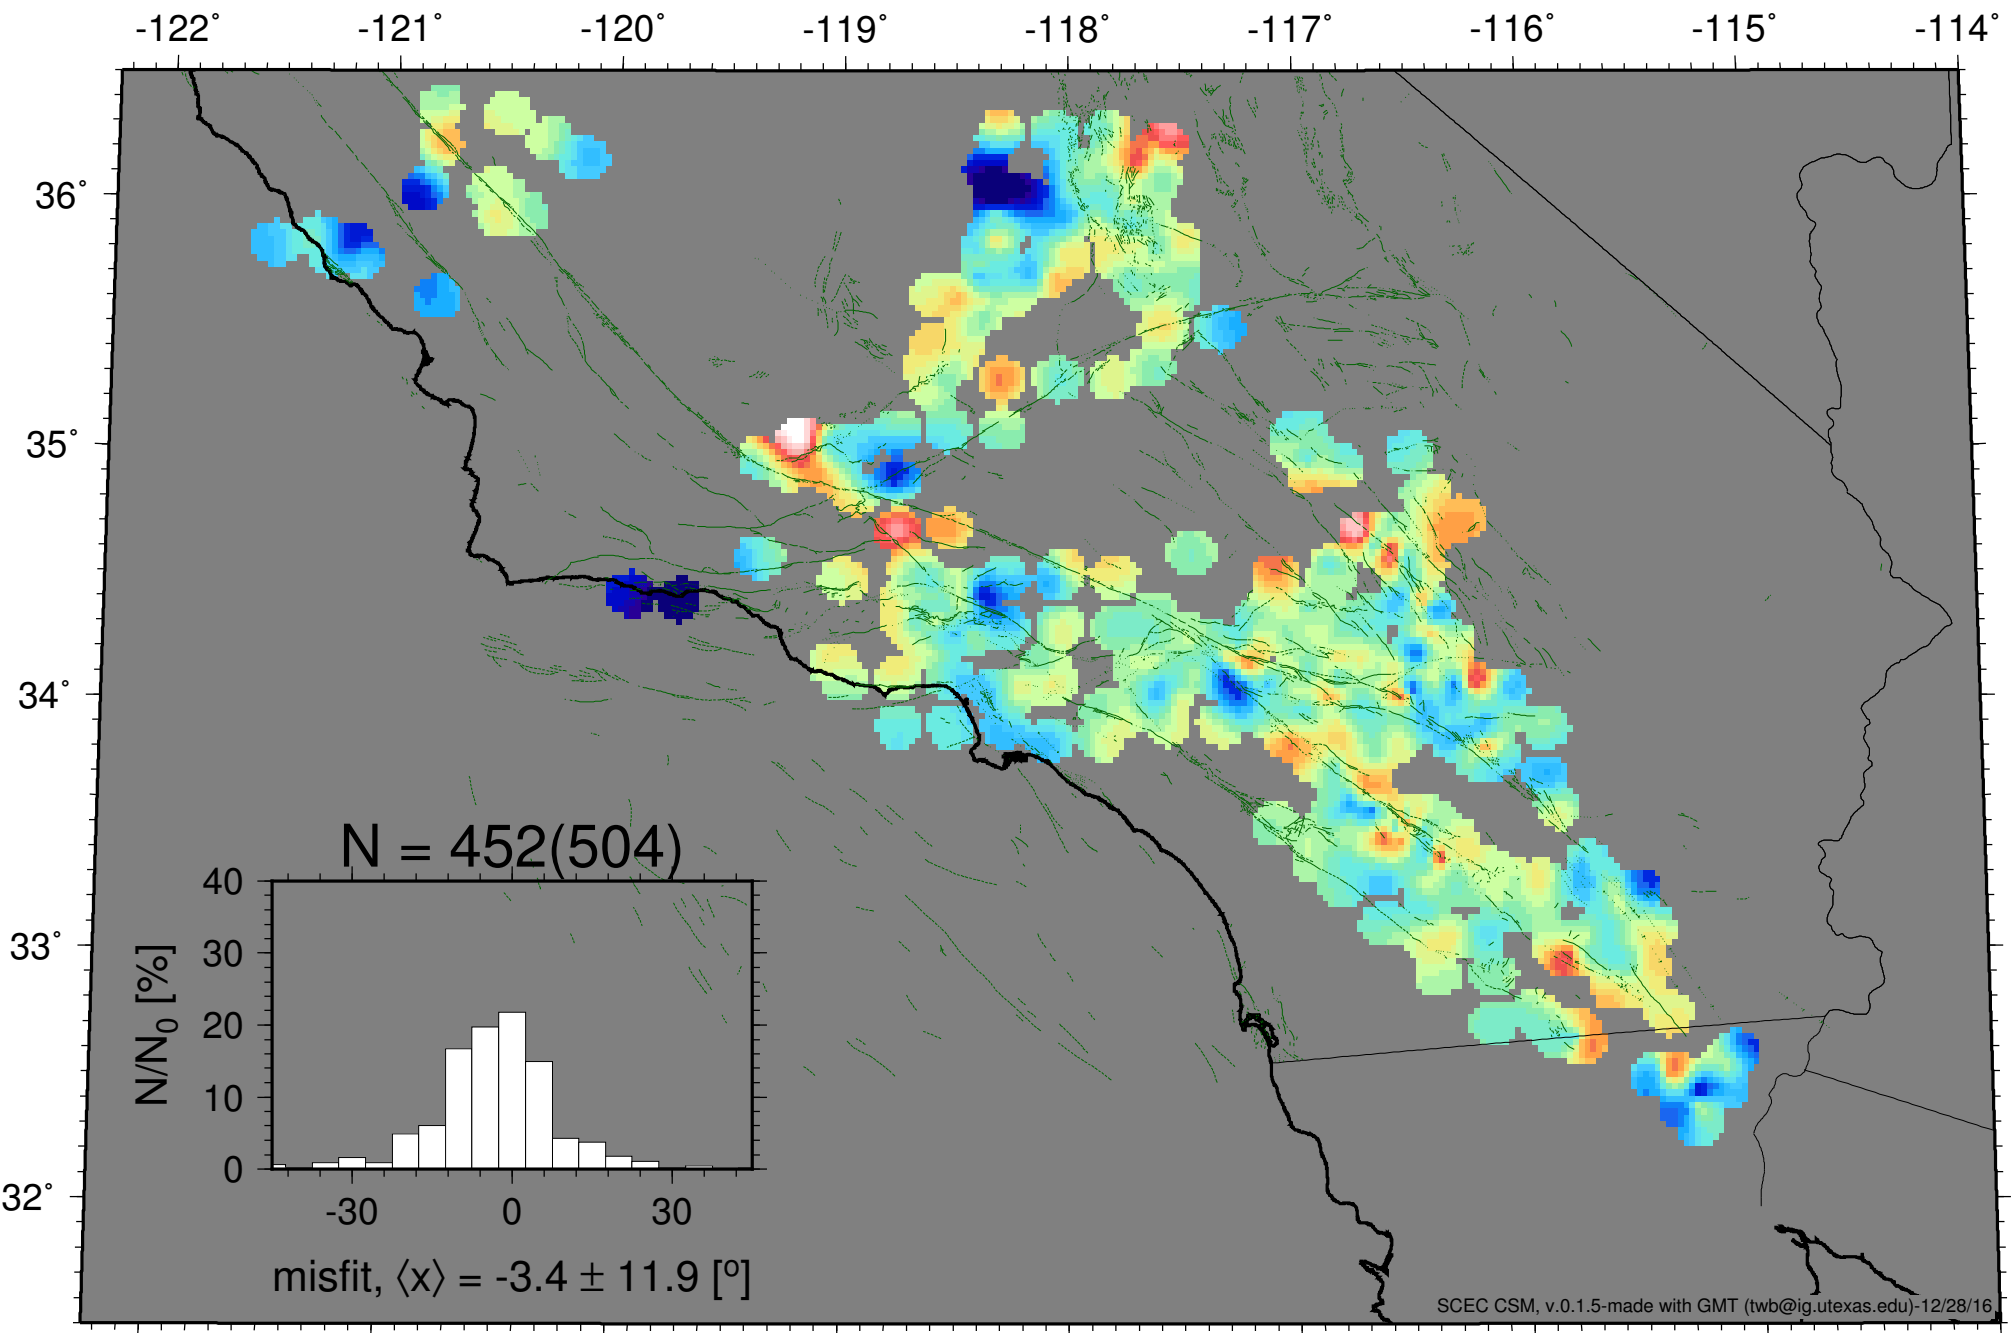 -122˚ -121˚ -120˚ -119˚ -118˚ -117˚ -116˚ -115˚ -114˚
36˚
35˚
34˚
33˚
32˚
N = 452(504)
40
30
20
10
0
N/N0 [%]
-30 0 30
misfit, ⟨x⟩ = -3.4 ± 11.9 [º]
SCEC CSM, v.0.1.5-made with GMT (twb@ig.utexas.edu)-12/28/16